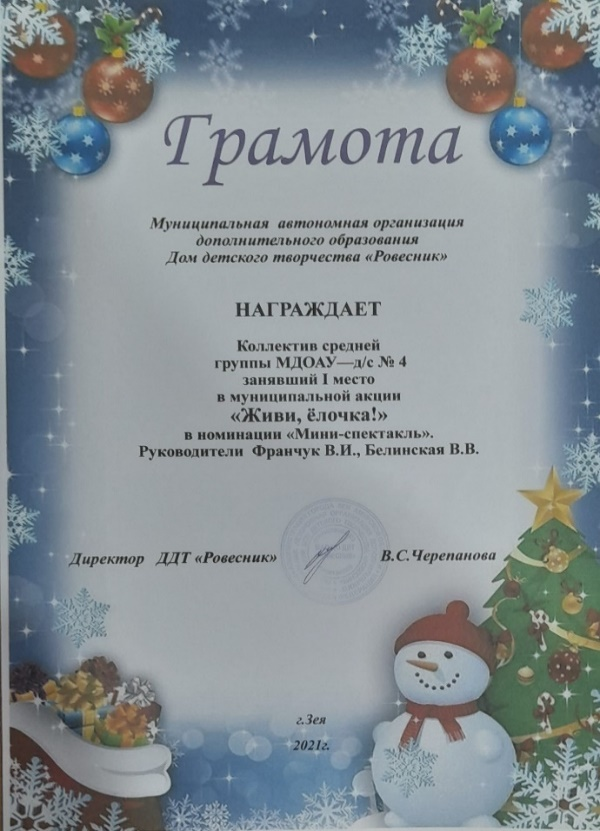 Грамота
Муниципальная автономная организация
дополнительного образования
Дом детского творчества «Ровесник»
НАГРАЖДАЕТ
Коллектив средней
группы МДОАУ—д/с № 4
занявший I место
в муниципальной акции
«Живи, ёлочка!»
в номинации «Мини-спектакль».
Руководители Франчук В.И., Белинская В.В.
Директор ДДТ «Ровесник» В.С.Черепанова
г.Зея
2021г.